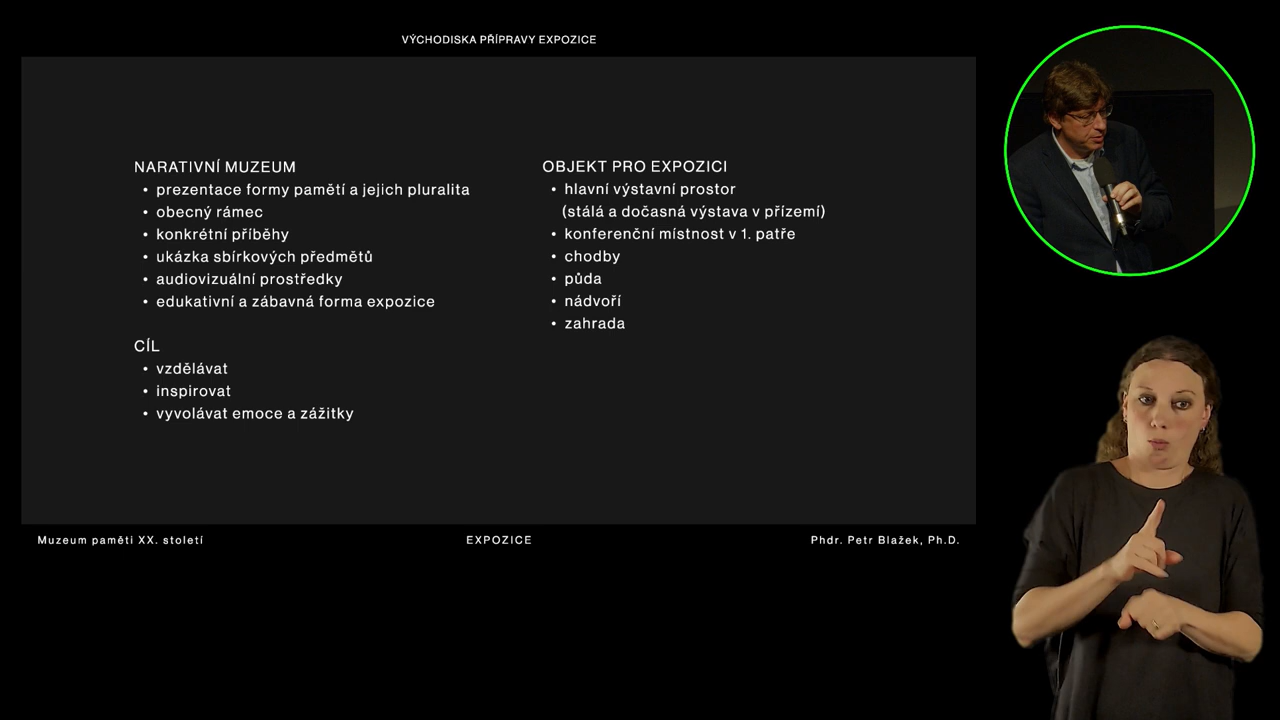 VÝCHODISKA PŘÍPRAVY EXPOZICE
NARATIVNÍ MUZEUM
• prezentace formy pamětí a jejich pluralita
• obecný rámec
• konkrétní příběhy
• ukázka sbírkových předmětů
• audiovizuální prostředky
• edukativní a zábavná forma expozice
CÍL
• vzdělávat
• inspirovat
• vyvolávat emoce a zážitky
OBJEKT PRO EXPOZICI
• hlavní výstavní prostor
(stálá a dočasná výstava v přízemí)
• konferenční místnost v 1. patře
• chodby
• půda
• nádvoří
• zahrada
Muzeum paměti XX. století
EXPOZICE
Phdr. Petr Blažek, Ph.D.